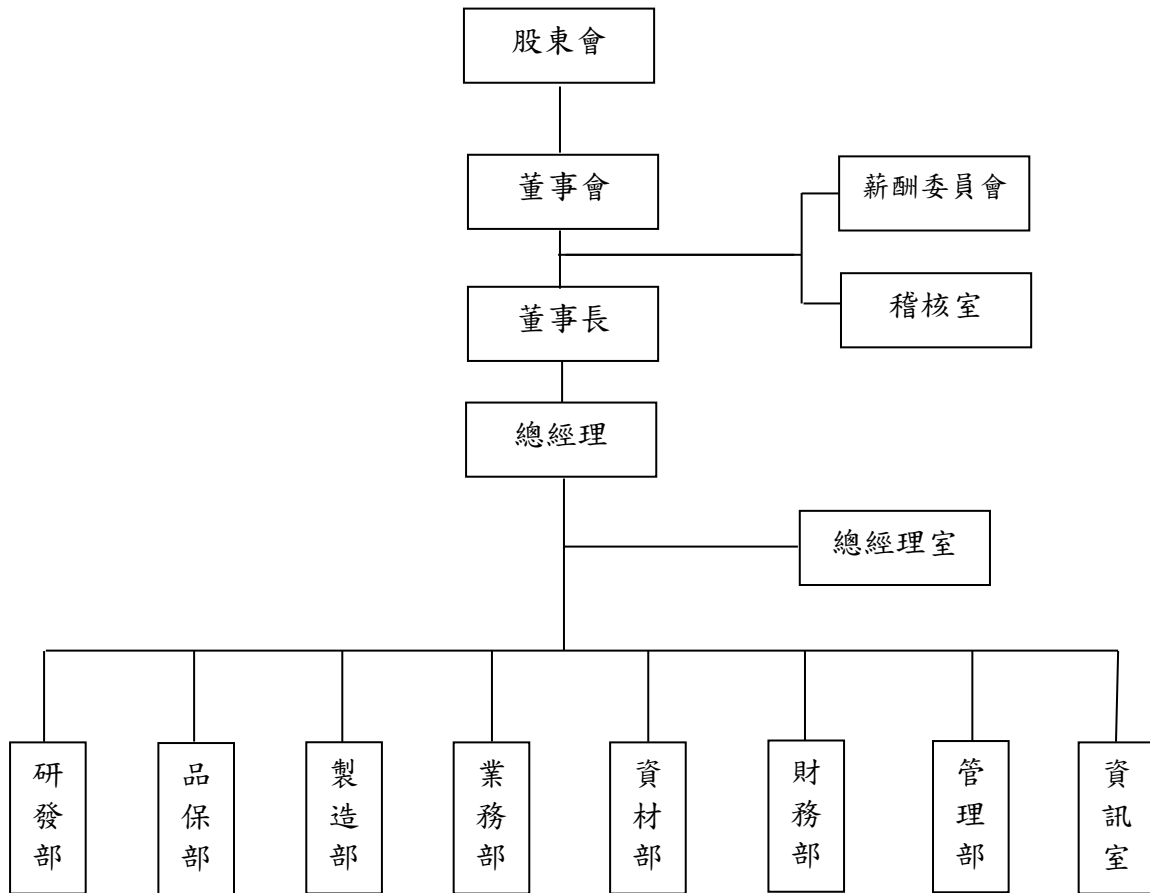 股東會
董事會
薪酬委員會
稽核室
董事長
總經理
總經理室
研發部
品保部
製造部
業務部
資材部
財務部
管理部
資訊室